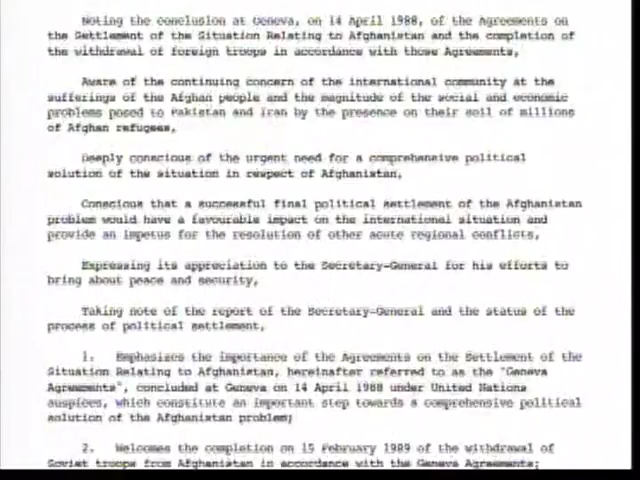 Noting the conclusion at Geneva, on 14 April 1988, of the Agreements on
the Settlement of the Situation Relating to Afghanistan and the completion of
the withdrawal of foreign troops in accordance with those Agreements,
Aware of the continuing concern of the international community at the
sufferings of the Afghan people and the magnitude of the social and economic
problems posed to Pakistan and Iran by the presence on their soil of millions
of Afghan refugees,
Deeply conscious of the urgent need for a comprehensive political
solution of the situation in respect of Afghanistan,
Conscious that a successful final political settlement of the Afghanistan
problem would have a favourable impact on the international situation and
provide an impetus for the resolution of other acute regional conflicts,
Expressing its appreciation to the Secretary-General for his efforts to
bring about peace and security,
Taking note of the report of the Secretary-General and the status of the
process of political settlement,
1. Emphasizes the importance of the Agreements on the Settlement of the
Situation Relating to Afghanistan, hereinafter referred to as the "Geneva
Agreements", concluded at Geneva on 14 April 1988 under United Nations
auspices, which constitute an important step towards a comprehensive political
solution of the Afghanistan problem;
2. Welcomes the completion on 15 February 1989 of the withdrawal of
Soviet troops from Afghanistan in accordance with the Geneva Agreements;